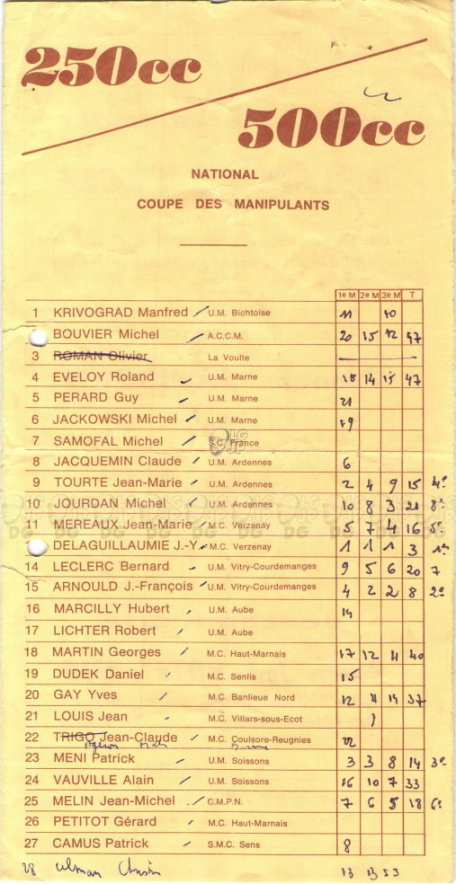 250cc
500cc
NATIONAL
COUPE DES MANIPULANTS
1e M 2e M 3e M T
1 KRIVOGRAD Manfred U.M. Bichtoise 11 10
BOUVIER Michel A.C.C.M. 20 15 12 47
3 ROMAN Olivier La Voulte
4 EVELOY Roland U.M. Marne 18 14 15 47
5 PERARD Guy U.M. Marne 21
6 JACKOWSKI Michel U.M. Marne 19
7 SAMOFAL Michel S.C. France
8 JACQUEMIN Claude U.M. Ardennes 6
9 TOURTE Jean-Marie U.M. Ardennes 2 4 9 15 4e
10 JOURDAN Michel U.M. Ardennes 10 8 3 21 8e
11 MEREAUX Jean-Marie M.C. Verzenay 5 7 4 16 5e
DELAGUILLAUMIE J.-Y. M.C. Verzenay 1 1 1 3 1er
14 LECLERC Bernard U.M. Vitry-Courdemanges 9 5 6 20 7
15 ARNOULD J.-François U.M. Vitry-Courdemanges 4 2 2 8 2e
16 MARCILLY Hubert U.M. Aube 14
17 LICHTER Robert U.M. Aube
18 MARTIN Georges M.C. Haut-Marnais 17 12 11 40
19 DUDEK Daniel M.C. Senlis 15
20 GAY Yves M.C. Banlieue Nord 12 11 14 37
21 LOUIS Jean M.C. Villars-sous-Ecot
22 TRIGO Jean-Claude M.C. Coulsore-Reugnies 22
23 MENI Patrick U.M. Soissons 3 3 8 14 3e
24 VAUVILLE Alain U.M. Soissons 16 10 7 33
25 MELIN Jean-Michel C.M.P.N. 7 6 5 18 6e
26 PETITOT Gérard M.C. Haut-Marnais
27 CAMUS Patrick S.M.C. Sens 8
28 13 13